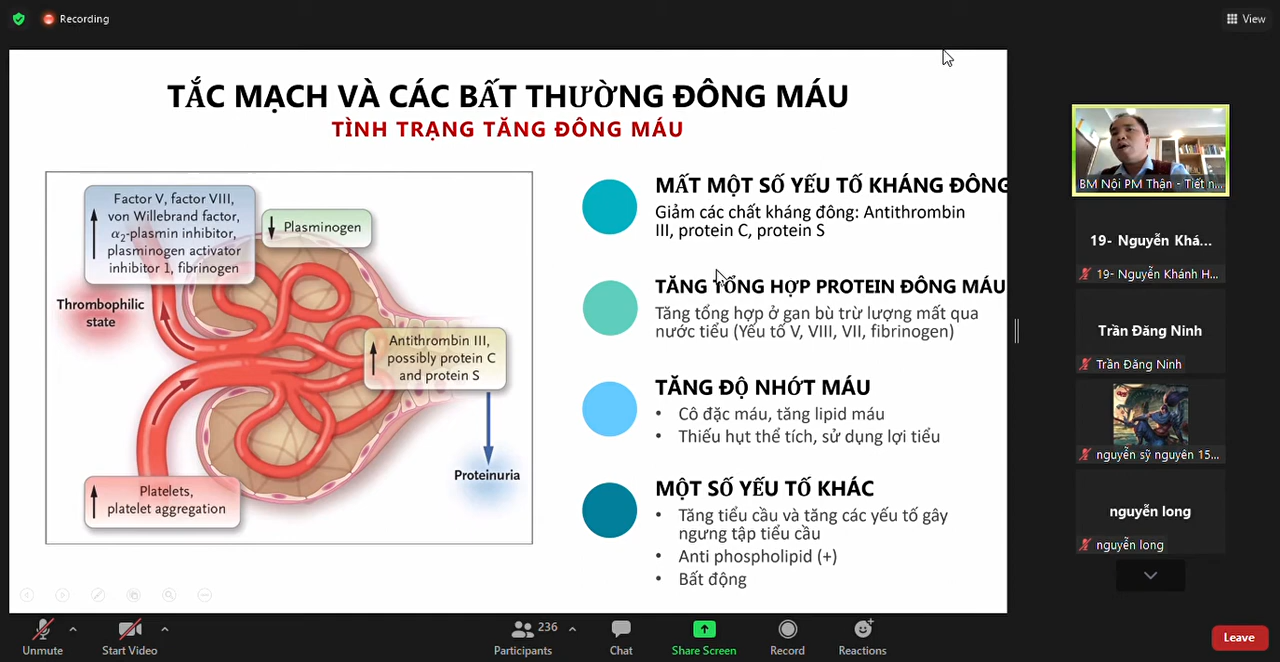 Recording
View
TẮC MẠCH VÀ CÁC BẤT THƯỜNG ĐÔNG MÁU
TÌNH TRẠNG TĂNG ĐÔNG MÁU
Factor V, factor VIII,
von Willebrand factor,
α2-plasmin inhibitor,
plasminogen activator
inhibitor 1, fibrinogen
Plasminogen
Thrombophilic
state
Antithrombin III,
possibly protein C
and protein S
Proteinuria
Platelets,
platelet aggregation
MẤT MỘT SỐ YẾU TỐ KHÁNG ĐÔNG
Giảm các chất kháng đông: Antithrombin
III, protein C, protein S
TĂNG TỔNG HỢP PROTEIN ĐÔNG MÁU
Tăng tổng hợp ở gan bù trừ lượng mất qua
nước tiểu (Yếu tố V, VIII, VII, fibrinogen)
TĂNG ĐỘ NHỚT MÁU
• Cô đặc máu, tăng lipid máu
• Thiếu hụt thể tích, sử dụng lợi tiểu
MỘT SỐ YẾU TỐ KHÁC
• Tăng tiểu cầu và tăng các yếu tố gây
ngưng tập tiểu cầu
• Anti phospholipid (+)
• Bất động
BM Nội PM Thận - Tiết n...
19- Nguyễn Khá...
19- Nguyễn Khánh H...
Trần Đăng Ninh
Trần Đăng Ninh
nguyễn sỹ nguyên 15...
nguyễn long
nguyễn long
Unmute
Start Video
236
Participants
Chat
Share Screen
Record
Reactions
Leave